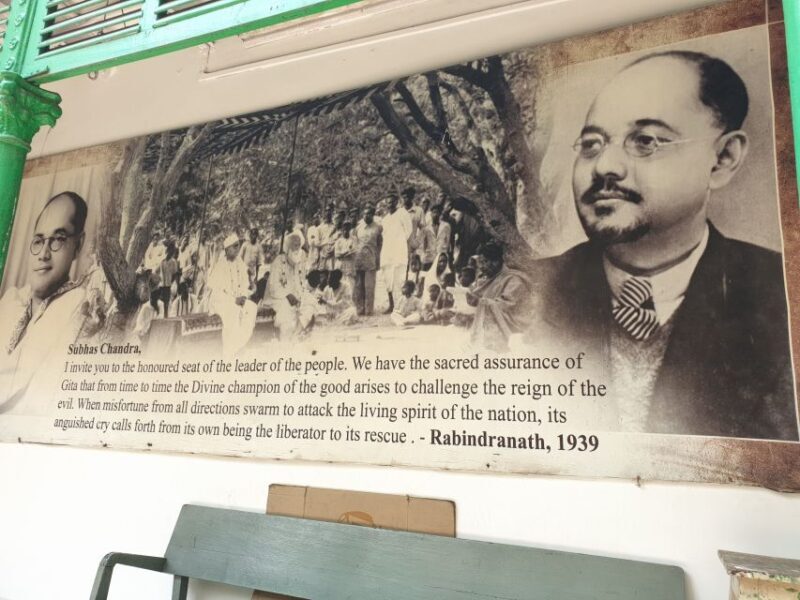 Subhas Chandra,
I invite you to the honoured seat of the leader of the people. We have the sacred assurance of
Gita that from time to time the Divine champion of the good arises to challenge the reign of the
evil. When misfortune from all directions swarm to attack the living spirit of the nation, its
anguished cry calls forth from its own being the liberator to its rescue . - Rabindranath, 1939